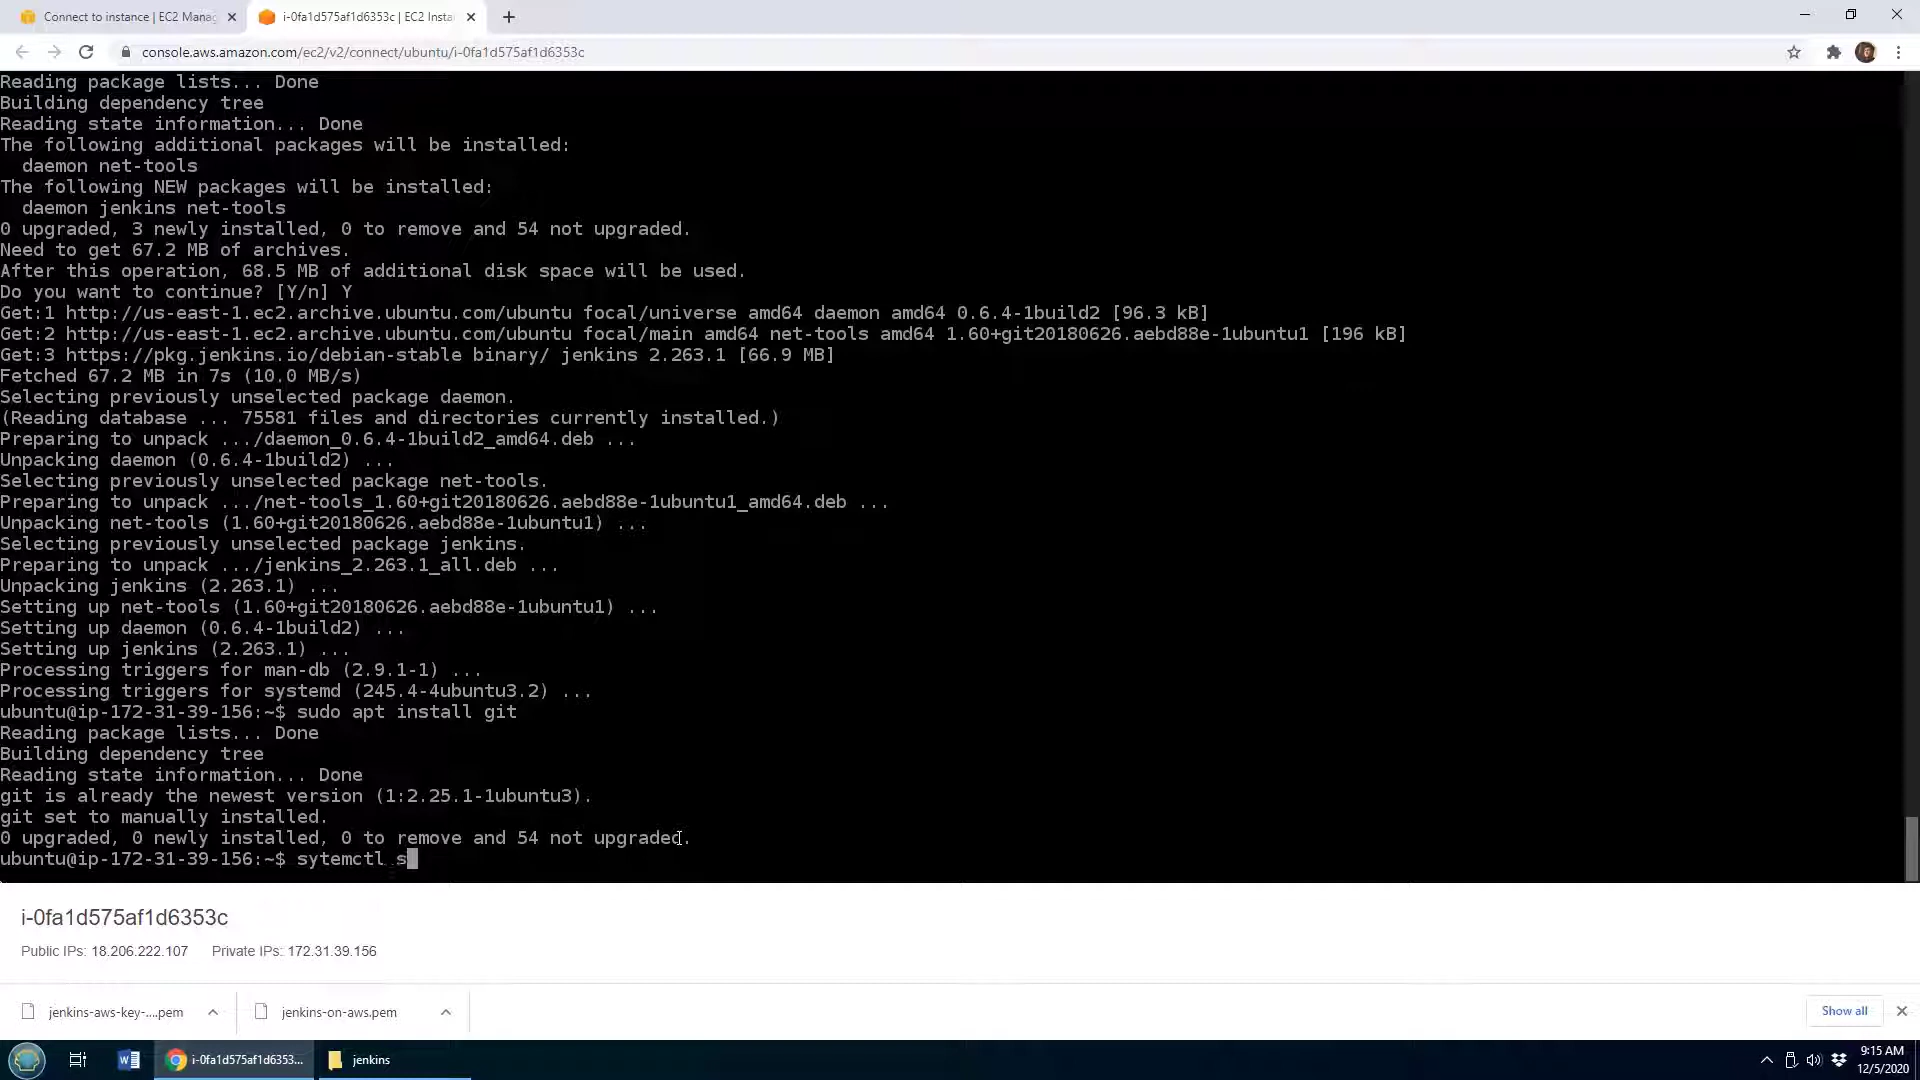 Connect to instance | EC2 Mana
i-0fa1d575af1d6353c | EC2 Insta
console.aws.amazon.com/ec2/v2/connect/ubuntu/i-0fa1d575af1d6353c
Reading package lists... Done
Building dependency tree
Reading state information... Done
The following additional packages will be installed:
  daemon net-tools
The following NEW packages will be installed:
  daemon jenkins net-tools
0 upgraded, 3 newly installed, 0 to remove and 54 not upgraded.
Need to get 67.2 MB of archives.
After this operation, 68.5 MB of additional disk space will be used.
Do you want to continue? [Y/n] Y
Get:1 http://us-east-1.ec2.archive.ubuntu.com/ubuntu focal/universe amd64 daemon amd64 0.6.4-1build2 [96.3 kB]
Get:2 http://us-east-1.ec2.archive.ubuntu.com/ubuntu focal/main amd64 net-tools amd64 1.60+git20180626.aebd88e-1ubuntu1 [196 kB]
Get:3 https://pkg.jenkins.io/debian-stable binary/ jenkins 2.263.1 [66.9 MB]
Fetched 67.2 MB in 7s (10.0 MB/s)
Selecting previously unselected package daemon.
(Reading database ... 75581 files and directories currently installed.)
Preparing to unpack .../daemon_0.6.4-1build2_amd64.deb ...
Unpacking daemon (0.6.4-1build2) ...
Selecting previously unselected package net-tools.
Preparing to unpack .../net-tools_1.60+git20180626.aebd88e-1ubuntu1_amd64.deb ...
Unpacking net-tools (1.60+git20180626.aebd88e-1ubuntu1) ...
Selecting previously unselected package jenkins.
Preparing to unpack .../jenkins_2.263.1_all.deb ...
Unpacking jenkins (2.263.1) ...
Setting up net-tools (1.60+git20180626.aebd88e-1ubuntu1) ...
Setting up daemon (0.6.4-1build2) ...
Setting up jenkins (2.263.1) ...
Processing triggers for man-db (2.9.1-1) ...
Processing triggers for systemd (245.4-4ubuntu3.2) ...
ubuntu@ip-172-31-39-156:~$ sudo apt install git
Reading package lists... Done
Building dependency tree
Reading state information... Done
git is already the newest version (1:2.25.1-1ubuntu3).
git set to manually installed.
0 upgraded, 0 newly installed, 0 to remove and 54 not upgraded.
ubuntu@ip-172-31-39-156:~$ sytemctl s
i-0fa1d575af1d6353c
Public IPs: 18.206.222.107 Private IPs: 172.31.39.156
jenkins-aws-key-....pem
jenkins-on-aws.pem
Show all
i-0fa1d575af1d6353...
jenkins
9:15 AM
12/5/2020